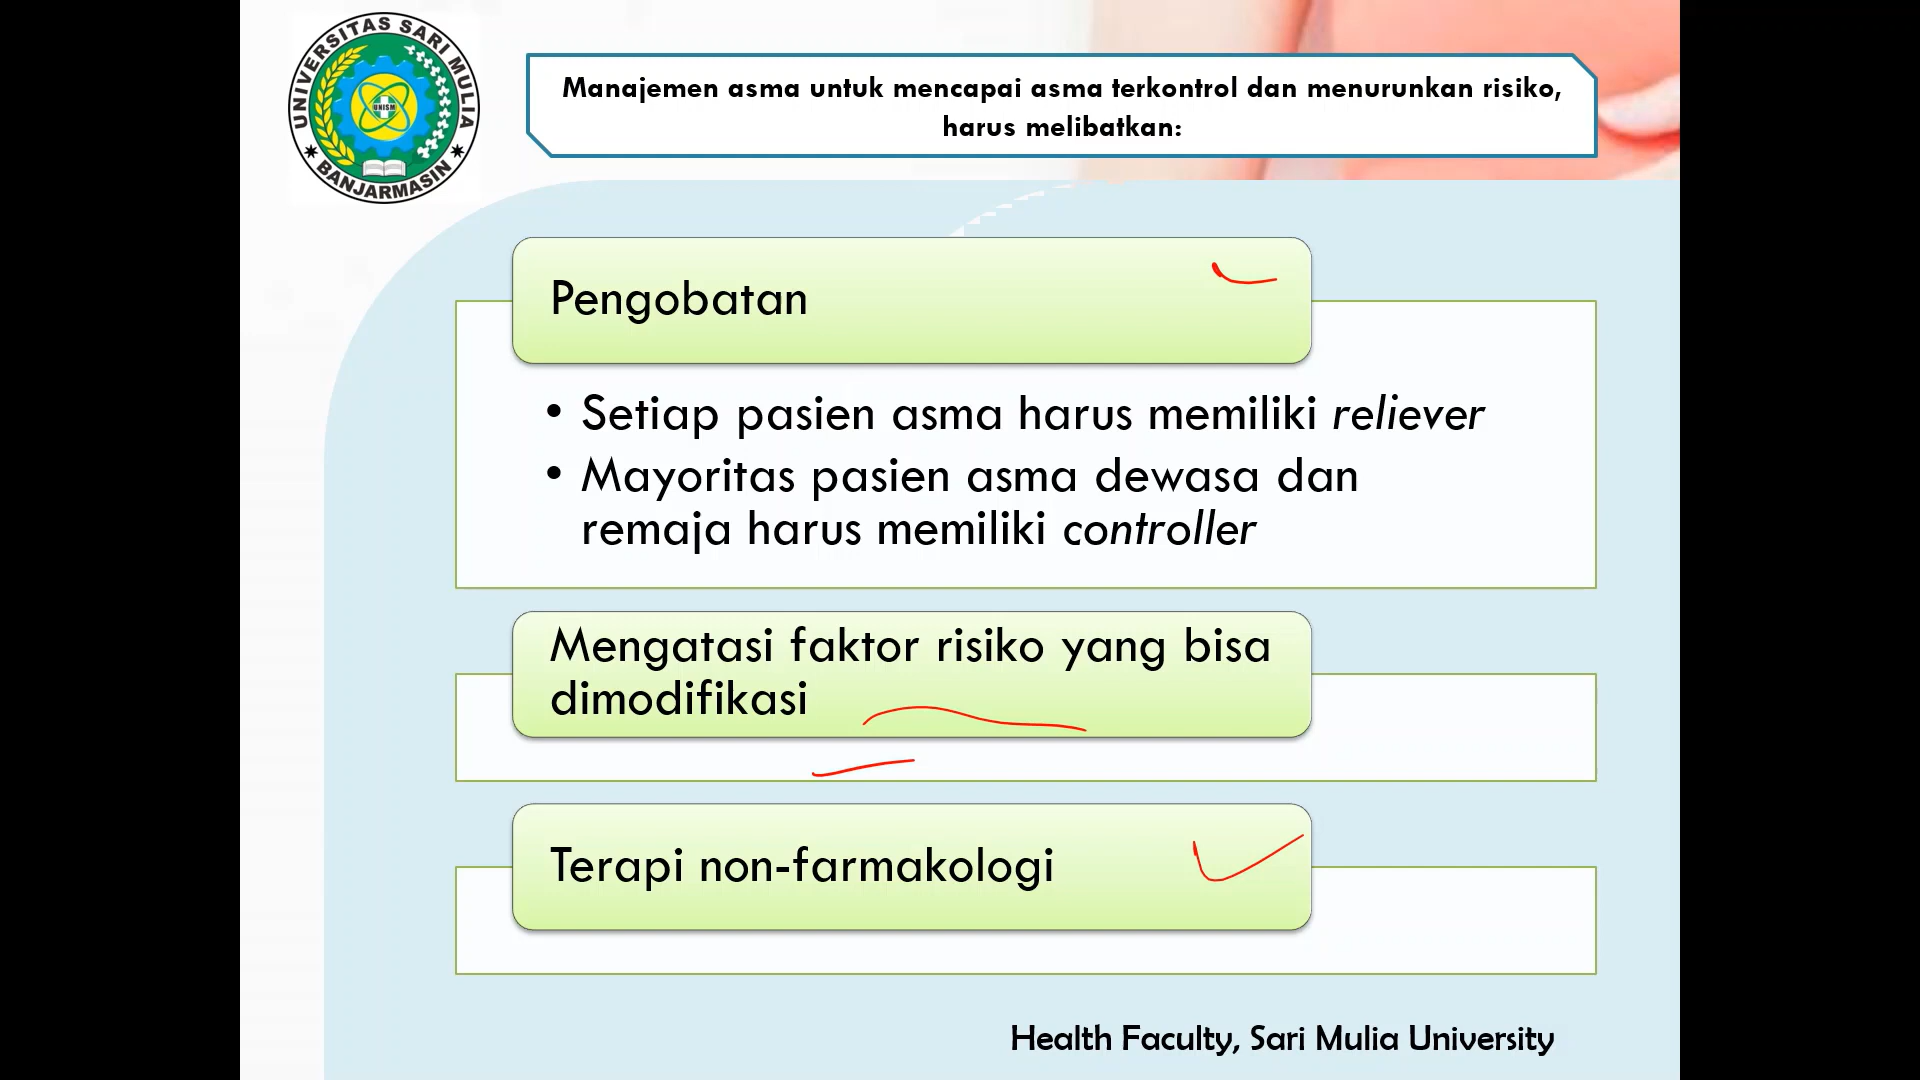 UNIVERSITAS SARI MULIA
UNISM
BANJARMASIN
Manajemen asma untuk mencapai asma terkontrol dan menurunkan risiko,
harus melibatkan:
Pengobatan
• Setiap pasien asma harus memiliki reliever
• Mayoritas pasien asma dewasa dan
remaja harus memiliki controller
Mengatasi faktor risiko yang bisa
dimodifikasi
Terapi non-farmakologi
Health Faculty, Sari Mulia University